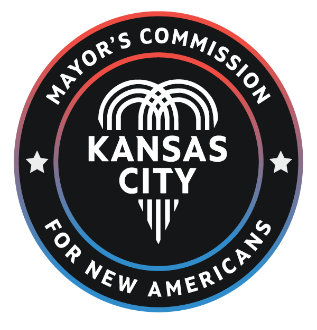 MAYOR'S COMMISSION
KANSAS
CITY
FOR NEW AMERICANS